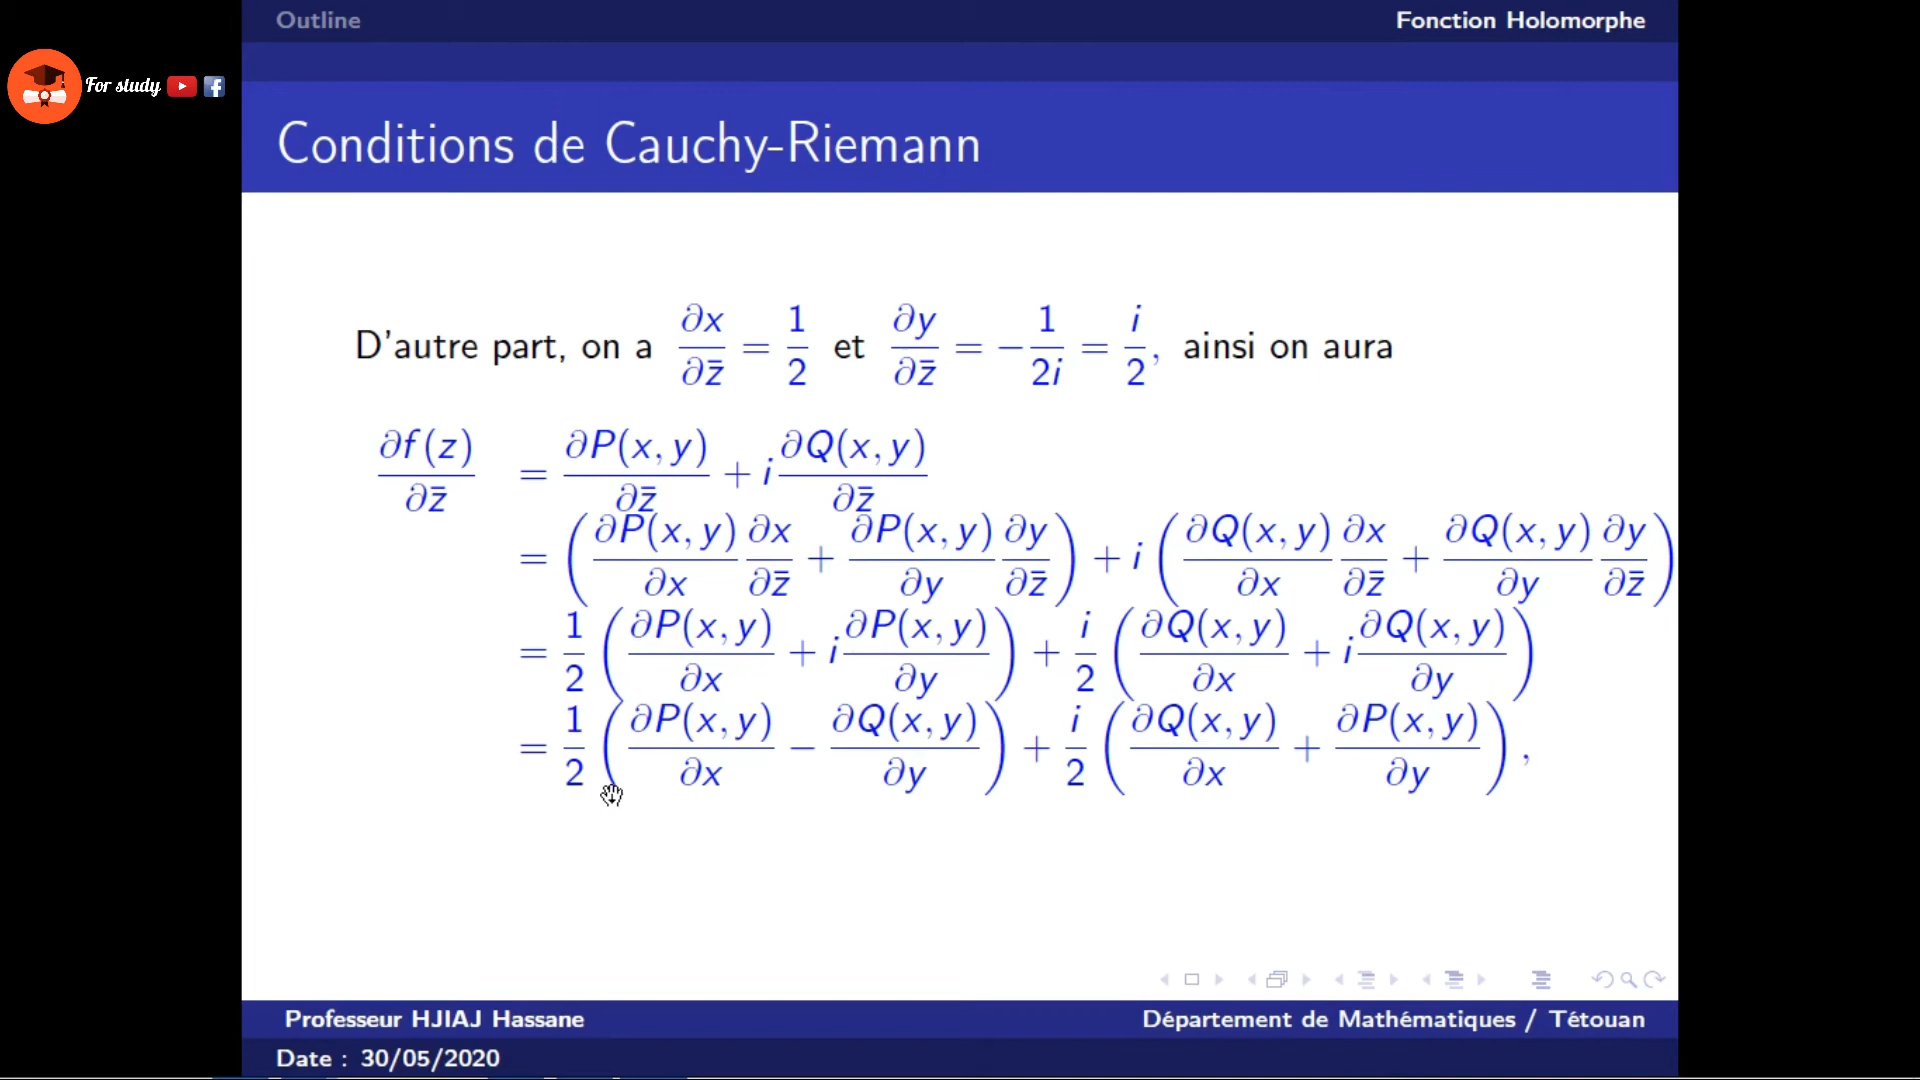 Outline
Fonction Holomorphe
For study
Conditions de Cauchy-Riemann
D'autre part, on a ∂x/∂z̄ = 1/2 et ∂y/∂z̄ = −1/2i = i/2, ainsi on aura
∂f(z)/∂z̄ = ∂P(x, y)/∂z̄ + i ∂Q(x, y)/∂z̄
= (∂P(x, y)/∂x ∂x/∂z̄ + ∂P(x, y)/∂y ∂y/∂z̄) + i (∂Q(x, y)/∂x ∂x/∂z̄ + ∂Q(x, y)/∂y ∂y/∂z̄)
= 1/2 (∂P(x, y)/∂x + i ∂P(x, y)/∂y) + i/2 (∂Q(x, y)/∂x + i ∂Q(x, y)/∂y)
= 1/2 (∂P(x, y)/∂x − ∂Q(x, y)/∂y) + i/2 (∂Q(x, y)/∂x + ∂P(x, y)/∂y),
Professeur HJIAJ Hassane
Département de Mathématiques / Tétouan
Date : 30/05/2020